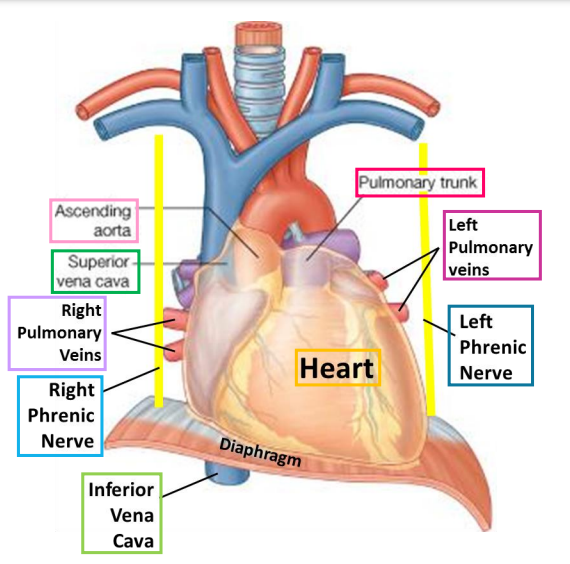 Pulmonary trunk
Ascending
aorta
Left
Pulmonary
veins
Superior
vena cava
Right
Pulmonary
Veins
Left
Phrenic
Nerve
Heart
Right
Phrenic
Nerve
Diaphragm
Inferior
Vena
Cava